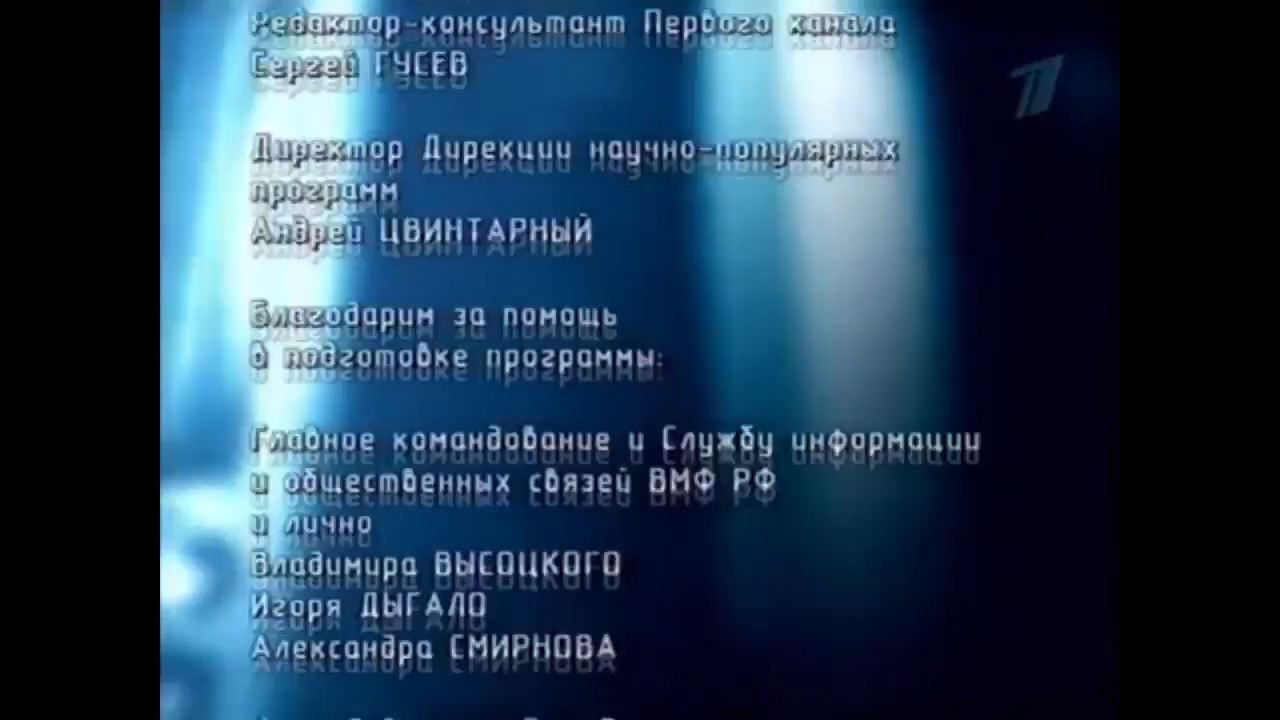 Редактор-консультант Первого канала
Сергей ГУСЕВ
Директор Дирекции научно-популярных
программ
Андрей ЦВИНТАРНЫЙ
Благодарим за помощь
в подготовке программы:
Главное командование и Службу информации
и общественных связей ВМФ РФ
и лично
Владимира ВЫСОЦКОГО
Игоря ДЫГАЛО
Александра СМИРНОВА